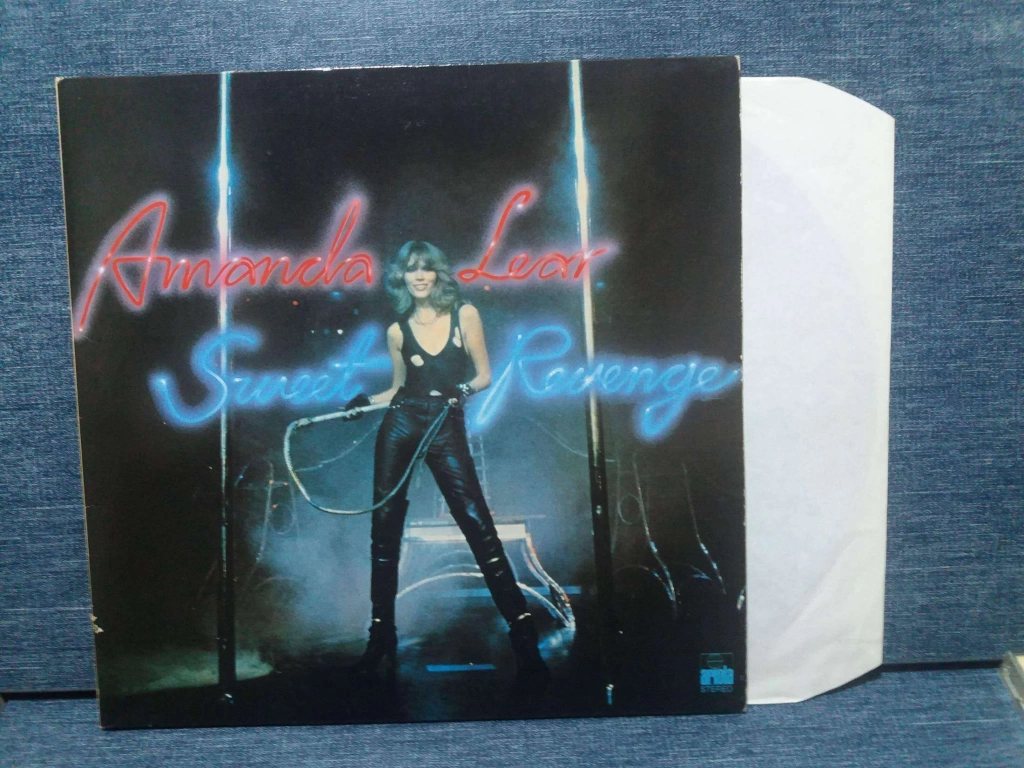 Amanda Lear
Sweet Revenge
ariola
STEREO